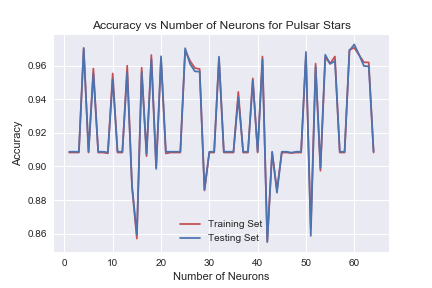 Accuracy vs Number of Neurons for Pulsar Stars
0.96
0.94
0.92
0.90
0.88
0.86
Accuracy
0 10 20 30 40 50 60
Number of Neurons
Training Set
Testing Set